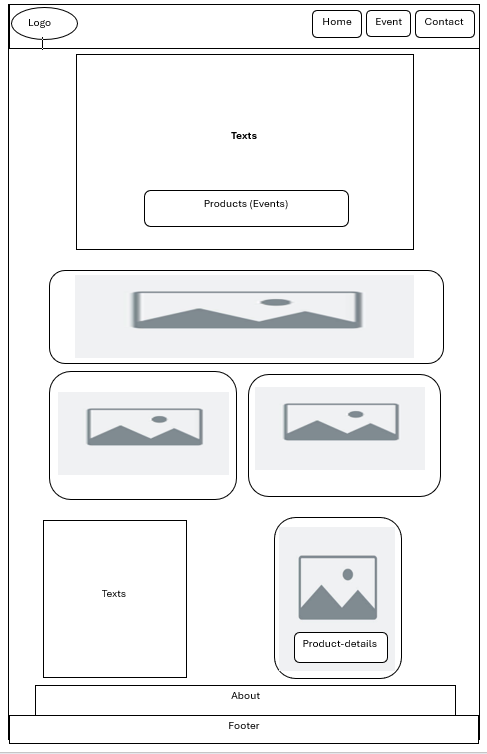 Logo
Home
Event
Contact
Texts
Products (Events)
Texts
Product-details
About
Footer